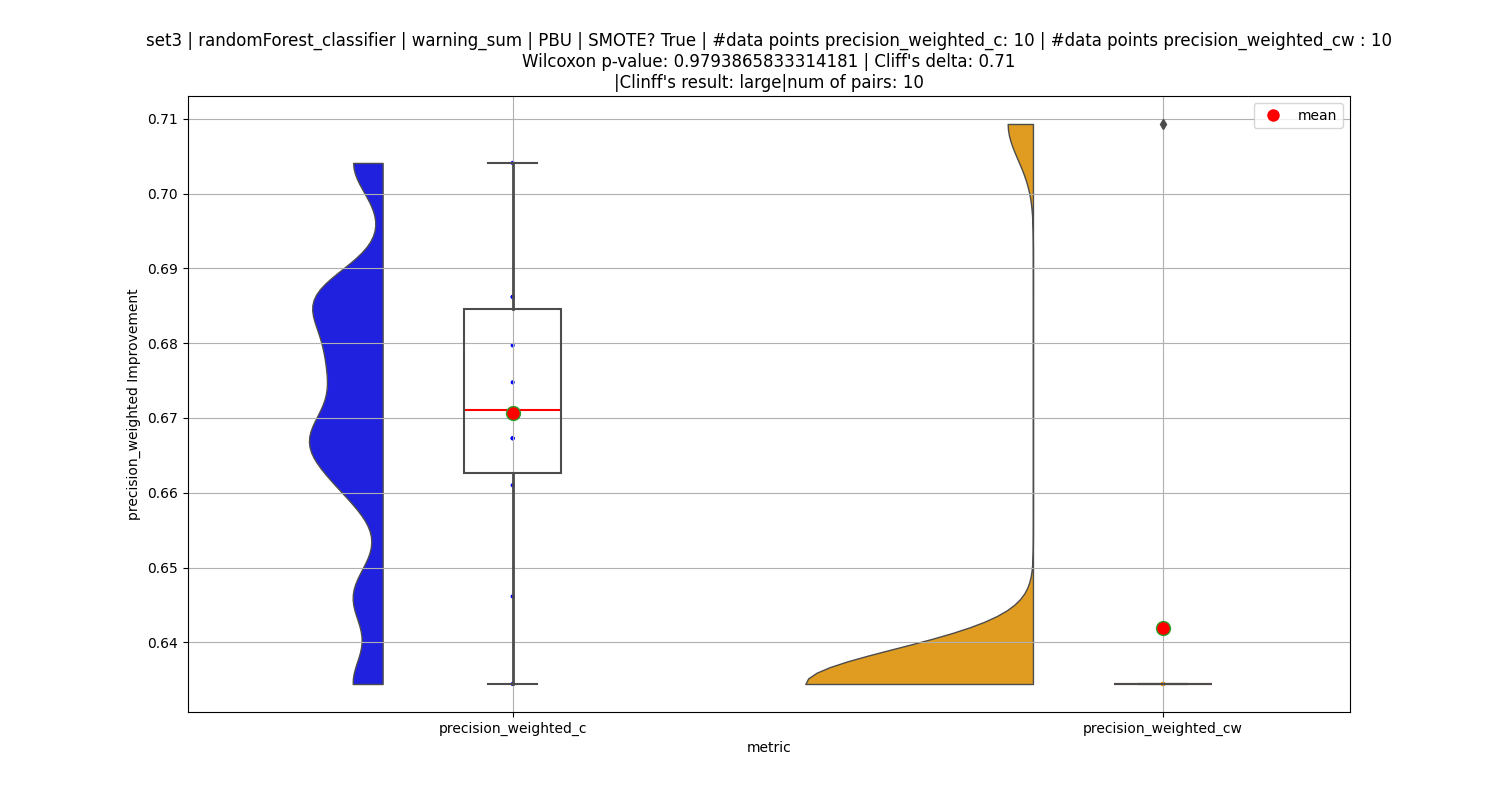 set3 | randomForest_classifier | warning_sum | PBU | SMOTE? True | #data points precision_weighted_c: 10 | #data points precision_weighted_cw : 10
Wilcoxon p-value: 0.9793865833314181 | Cliff's delta: 0.71
|Clinff's result: large|num of pairs: 10
mean
0.71
0.70
0.69
0.68
0.67
0.66
0.65
0.64
precision_weighted Improvement
precision_weighted_c
precision_weighted_cw
metric